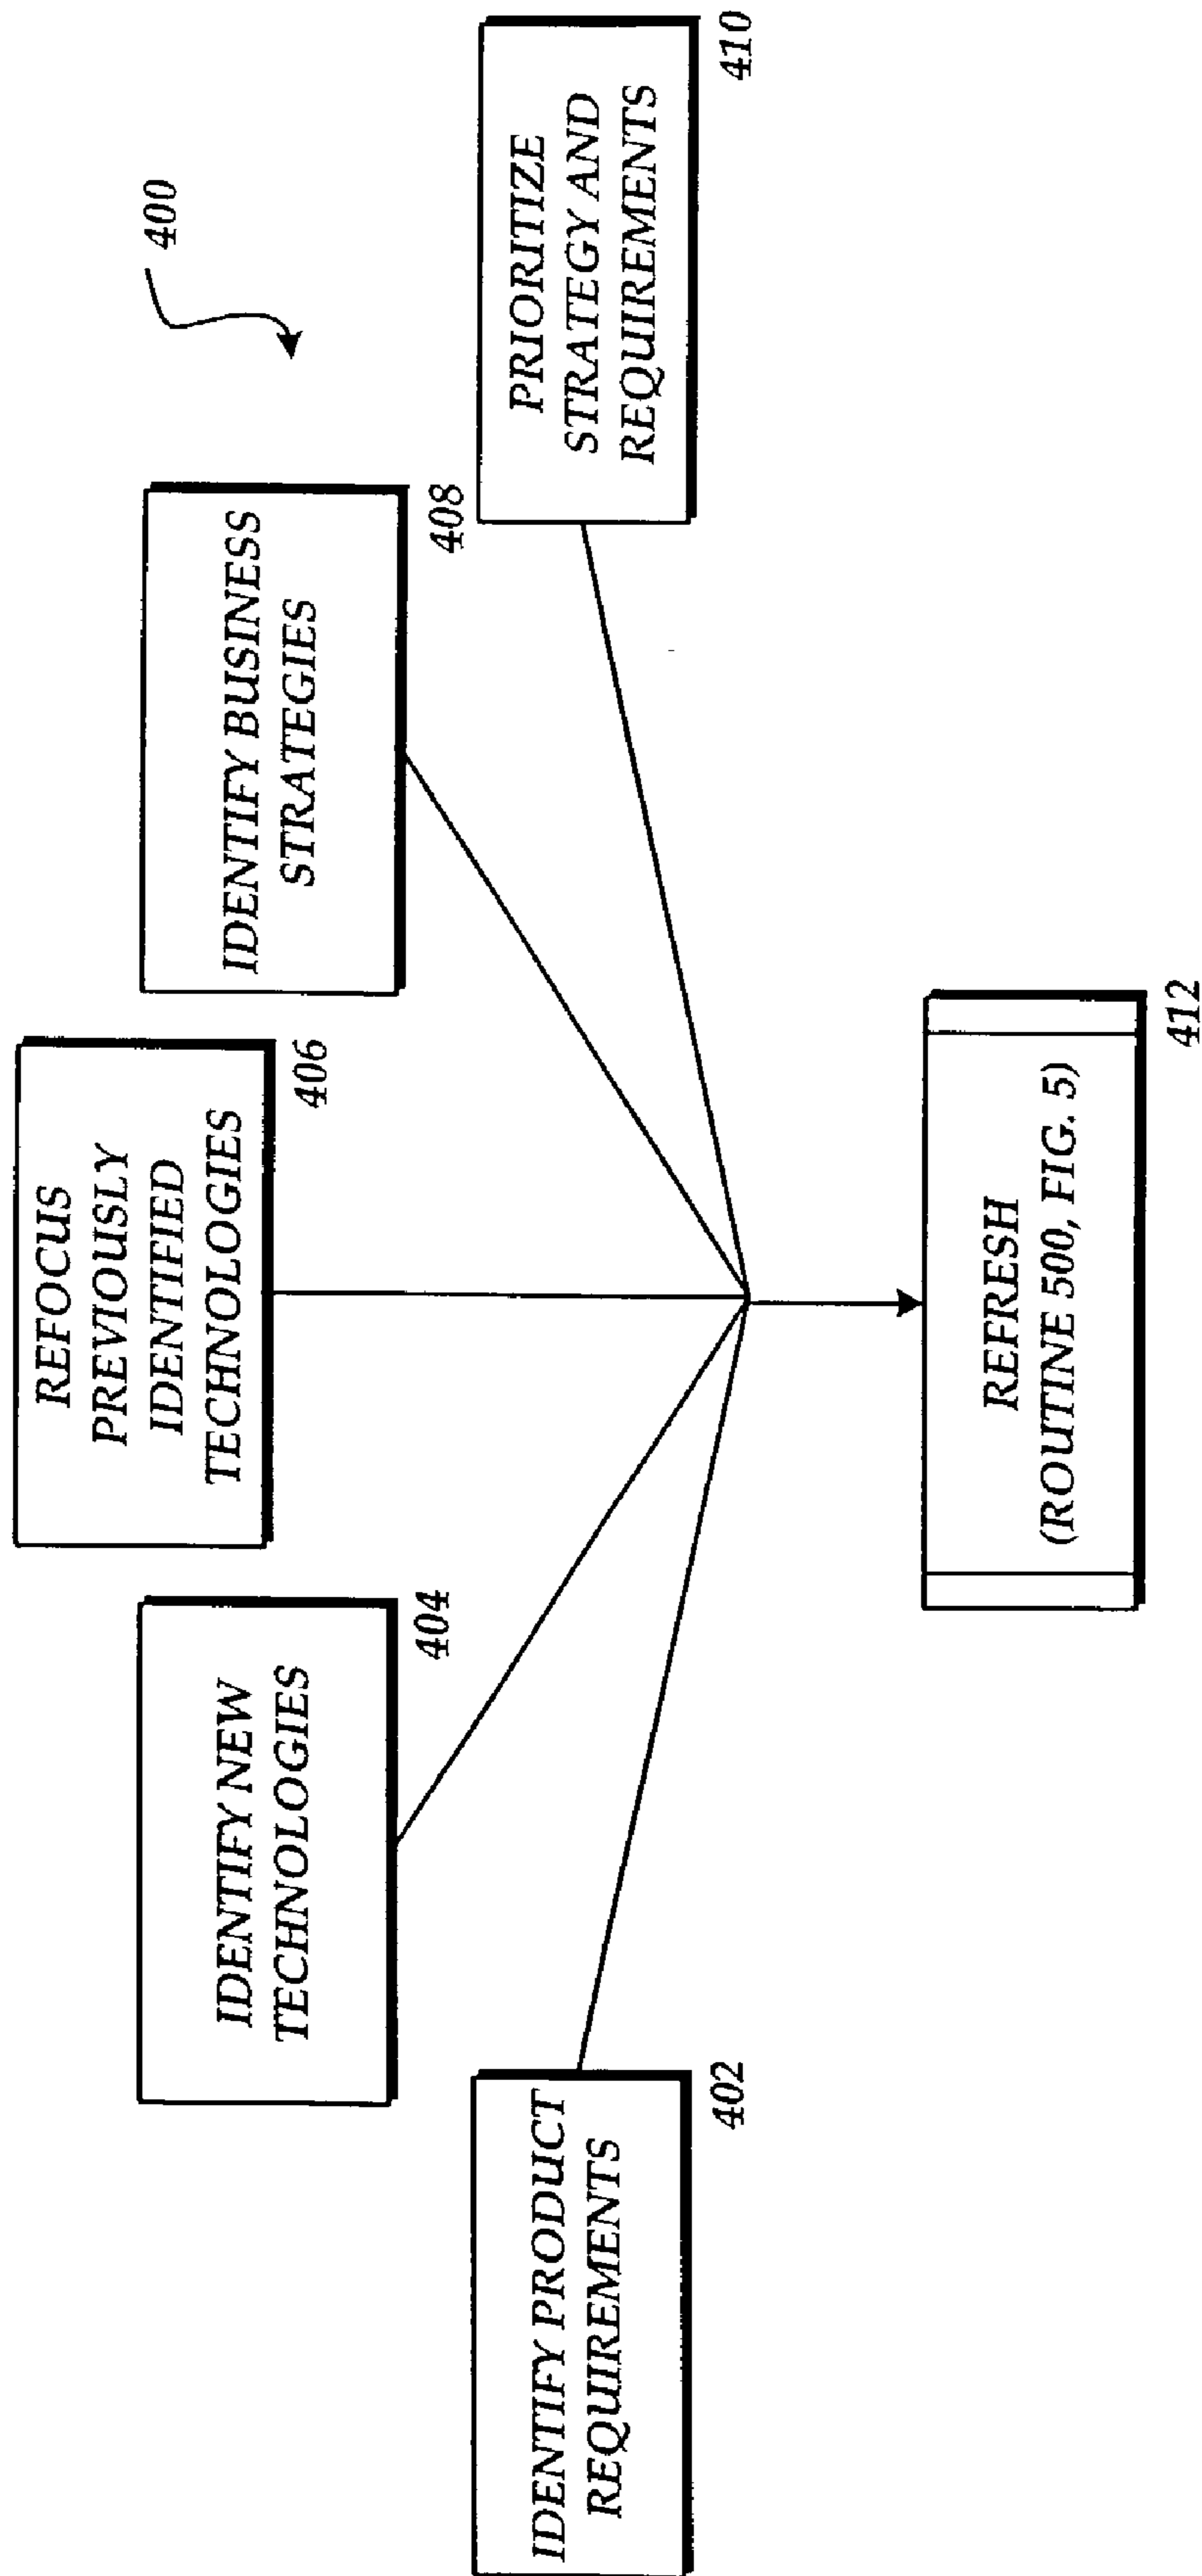 400
REFOCUS
PREVIOUSLY
IDENTIFIED
TECHNOLOGIES
406
IDENTIFY NEW
TECHNOLOGIES
404
IDENTIFY BUSINESS
STRATEGIES
408
IDENTIFY PRODUCT
REQUIREMENTS
402
PRIORITIZE
STRATEGY AND
REQUIREMENTS
410
REFRESH
(ROUTINE 500, FIG. 5)
412